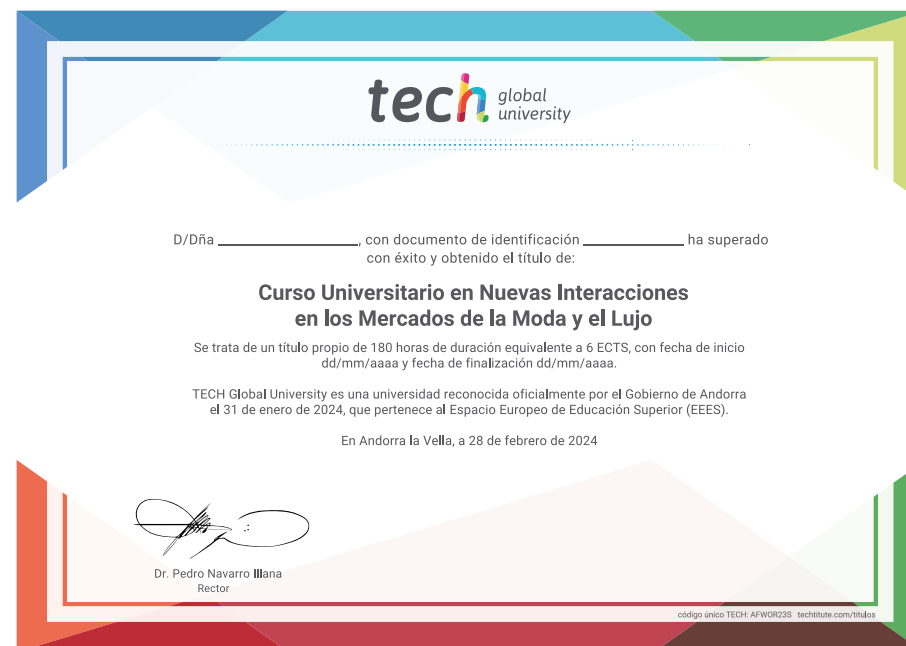 tech global university
D/Dña ____________________, con documento de identificación ______________ ha superado
con éxito y obtenido el título de:
Curso Universitario en Nuevas Interacciones
en los Mercados de la Moda y el Lujo
Se trata de un título propio de 180 horas de duración equivalente a 6 ECTS, con fecha de inicio
dd/mm/aaaa y fecha de finalización dd/mm/aaaa.
TECH Global University es una universidad reconocida oficialmente por el Gobierno de Andorra
el 31 de enero de 2024, que pertenece al Espacio Europeo de Educación Superior (EEES).
En Andorra la Vella, a 28 de febrero de 2024
Dr. Pedro Navarro Illana
Rector
código único TECH: AFWOR23S techtitute.com/titulos